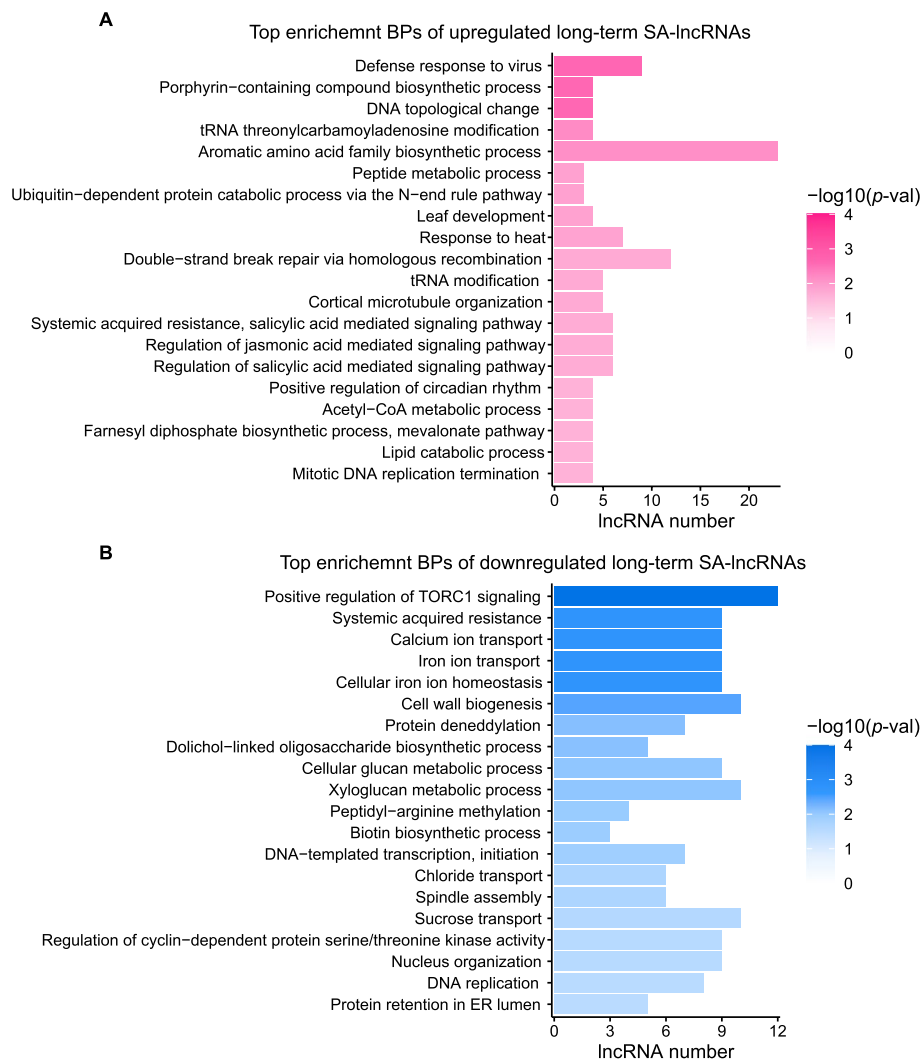 A
Top enrichemnt BPs of upregulated long-term SA-lncRNAs
Defense response to virus
Porphyrin−containing compound biosynthetic process
DNA topological change
tRNA threonylcarbamoyladenosine modification
Aromatic amino acid family biosynthetic process
Peptide metabolic process
Ubiquitin−dependent protein catabolic process via the N−end rule pathway
Leaf development
Response to heat
Double−strand break repair via homologous recombination
tRNA modification
Cortical microtubule organization
Systemic acquired resistance, salicylic acid mediated signaling pathway
Regulation of jasmonic acid mediated signaling pathway
Regulation of salicylic acid mediated signaling pathway
Positive regulation of circadian rhythm
Acetyl−CoA metabolic process
Farnesyl diphosphate biosynthetic process, mevalonate pathway
Lipid catabolic process
Mitotic DNA replication termination
0 5 10 15 20
lncRNA number
−log10(p-val)
4
3
2
1
0
B
Top enrichemnt BPs of downregulated long-term SA-lncRNAs
Positive regulation of TORC1 signaling
Systemic acquired resistance
Calcium ion transport
Iron ion transport
Cellular iron ion homeostasis
Cell wall biogenesis
Protein deneddylation
Dolichol−linked oligosaccharide biosynthetic process
Cellular glucan metabolic process
Xyloglucan metabolic process
Peptidyl−arginine methylation
Biotin biosynthetic process
DNA−templated transcription, initiation
Chloride transport
Spindle assembly
Sucrose transport
Regulation of cyclin−dependent protein serine/threonine kinase activity
Nucleus organization
DNA replication
Protein retention in ER lumen
0 3 6 9 12
lncRNA number
−log10(p-val)
4
3
2
1
0